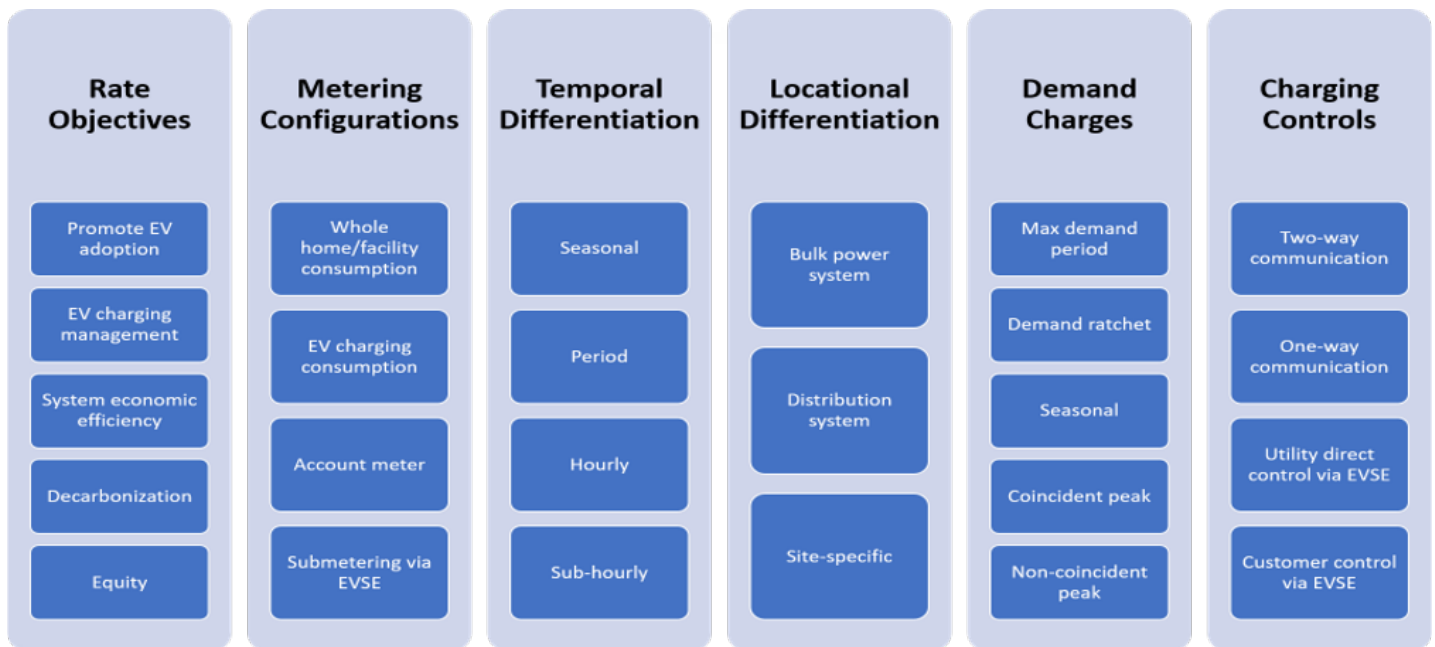 Rate
Objectives
Promote EV
adoption
EV charging
management
System economic
efficiency
Decarbonization
Equity
Metering
Configurations
Whole
home/facility
consumption
EV charging
consumption
Account meter
Submetering via
EVSE
Temporal
Differentiation
Seasonal
Period
Hourly
Sub-hourly
Locational
Differentiation
Bulk power
system
Distribution
system
Site-specific
Demand
Charges
Max demand
period
Demand ratchet
Seasonal
Coincident peak
Non-coincident
peak
Charging
Controls
Two-way
communication
One-way
communication
Utility direct
control via EVSE
Customer control
via EVSE